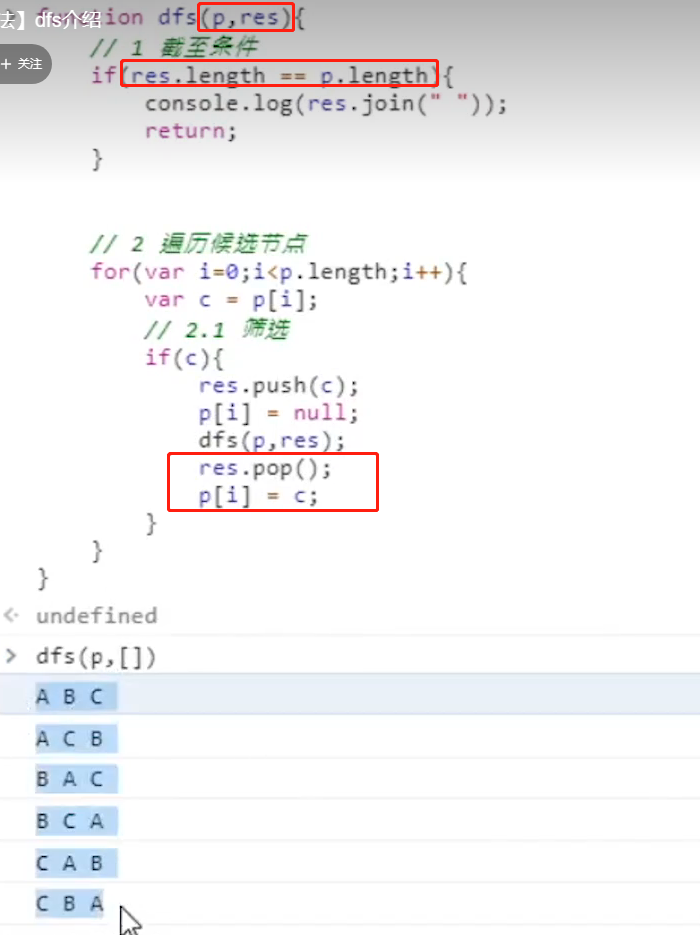 法】dfs介绍
function dfs(p,res){
// 1 截至条件
+ 关注
if(res.length == p.length){
console.log(res.join(" "));
return;
}
// 2 遍历候选节点
for(var i=0;i<p.length;i++){
var c = p[i];
// 2.1 筛选
if(c){
res.push(c);
p[i] = null;
dfs(p,res);
res.pop();
p[i] = c;
}
}
}
undefined
> dfs(p,[])
A B C
A C B
B A C
B C A
C A B
C B A